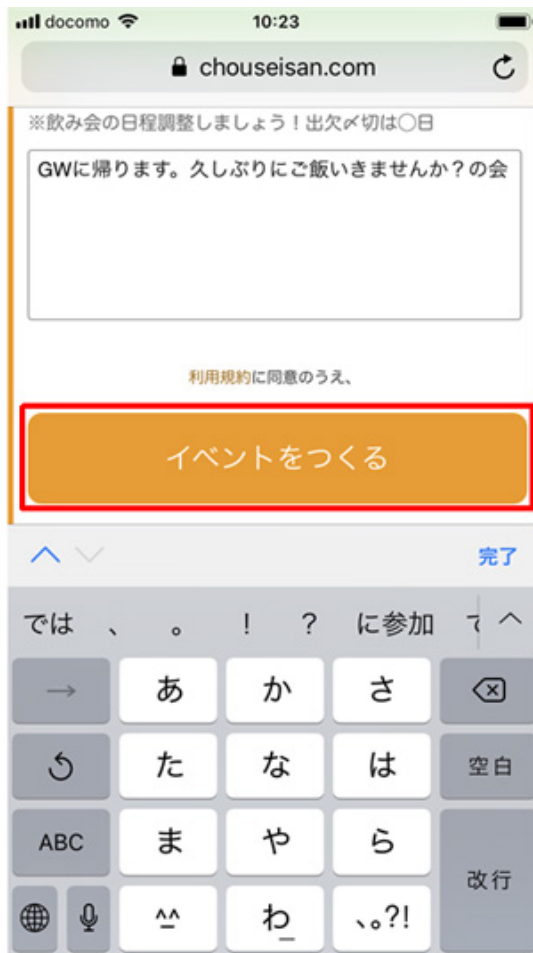 docomo 10:23
chouseisan.com
※飲み会の日程調整しましょう！出欠〆切は○日
GWに帰ります。久しぶりにご飯いきませんか？の会
利用規約に同意のうえ、
イベントをつくる
完了
では 、 。 ! ? に参加
→ あ か さ
た な は 空白
ABC ま や ら
改行
^_^ わ_ 、。?!